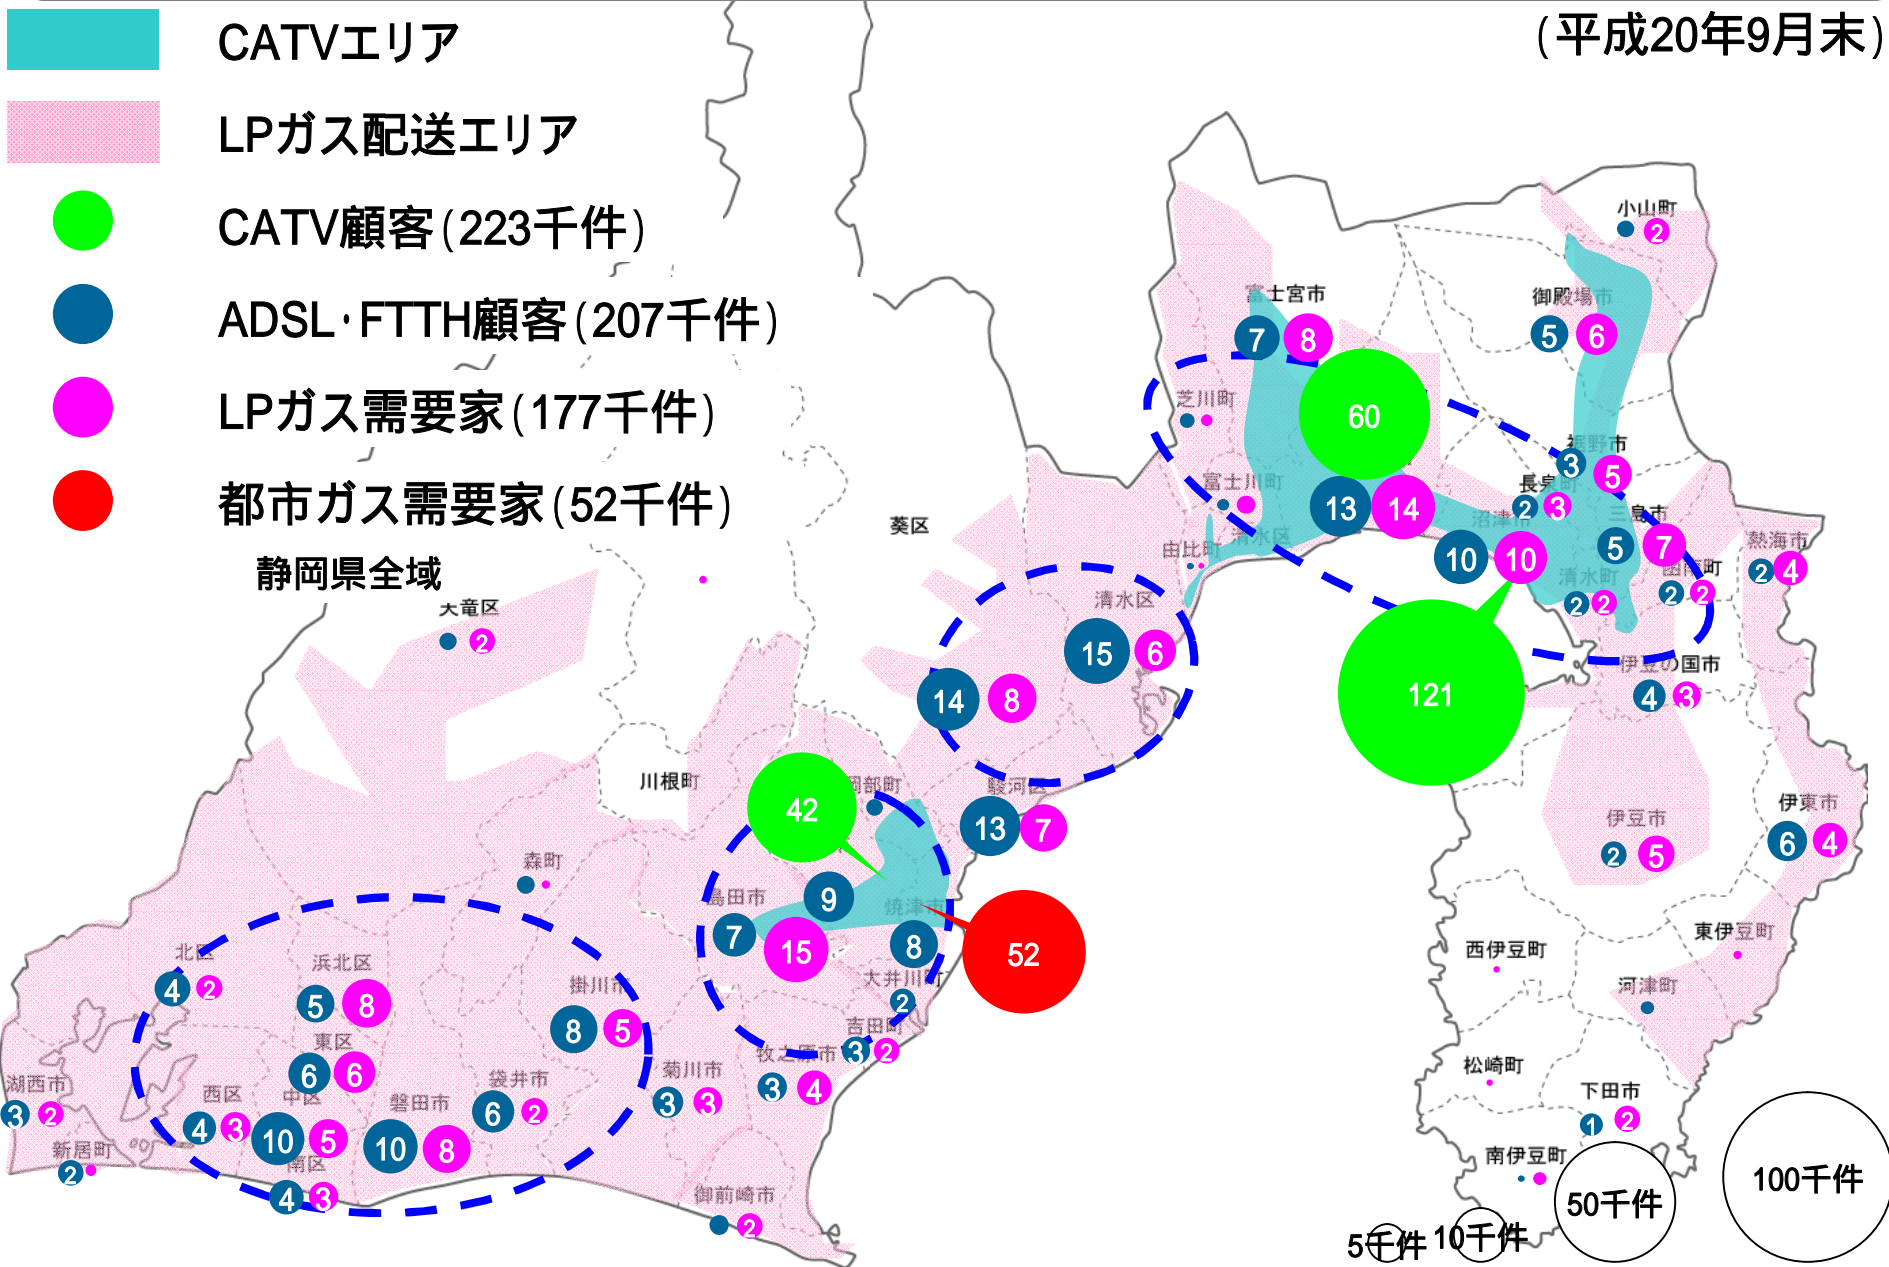 CATVエリア
(平成20年9月末)
LPガス配送エリア
CATV顧客(223千件)
ADSL・FTTH顧客(207千件)
LPガス需要家(177千件)
都市ガス需要家(52千件)
静岡県全域
小山町
2
富士宮市
7
8
御殿場市
5
6
芝川町
60
裾野市
3
5
富士川町
13
14
長泉町
2
3
沼津市
10
10
三島市
5
7
熱海市
2
4
函南町
2
2
清水町
2
2
由比町
清水区
葵区
天竜区
2
清水区
15
6
14
8
121
伊豆の国市
4
3
川根町
42
岡部町
駿河区
13
7
伊豆市
2
5
伊東市
6
4
森町
島田市
7
9
15
焼津市
8
52
東伊豆町
西伊豆町
河津町
北区
4
2
浜北区
5
8
掛川市
8
5
大井川町
2
吉田町
3
2
牧之原市
3
4
東区
6
6
菊川市
3
3
松崎町
下田市
1
2
湖西市
3
2
西区
4
3
中区
10
5
磐田市
10
8
袋井市
6
2
新居町
2
南区
4
3
御前崎市
2
南伊豆町
5千件
10千件
50千件
100千件